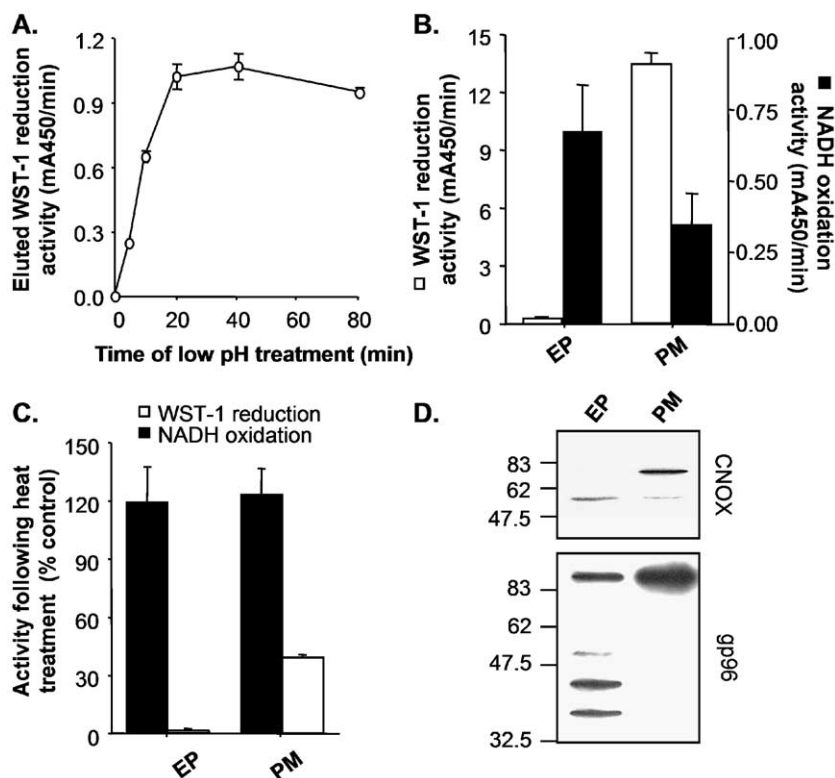 A.
Eluted WST-1 reduction
activity (mA450/min)
1.2
0.9
0.6
0.3
0.0
0
20
40
60
80
Time of low pH treatment (min)
B.
WST-1 reduction
activity (mA450/min)
15
12
9
6
3
0
1.00
0.75
0.50
0.25
0.00
NADH oxidation
activity (mA450/min)
EP
PM
C.
WST-1 reduction
NADH oxidation
Activity following heat
treatment (% control)
150
120
90
60
30
0
EP
PM
D.
EP
PM
83
62
47.5
CNOX
83
62
47.5
32.5
gp96